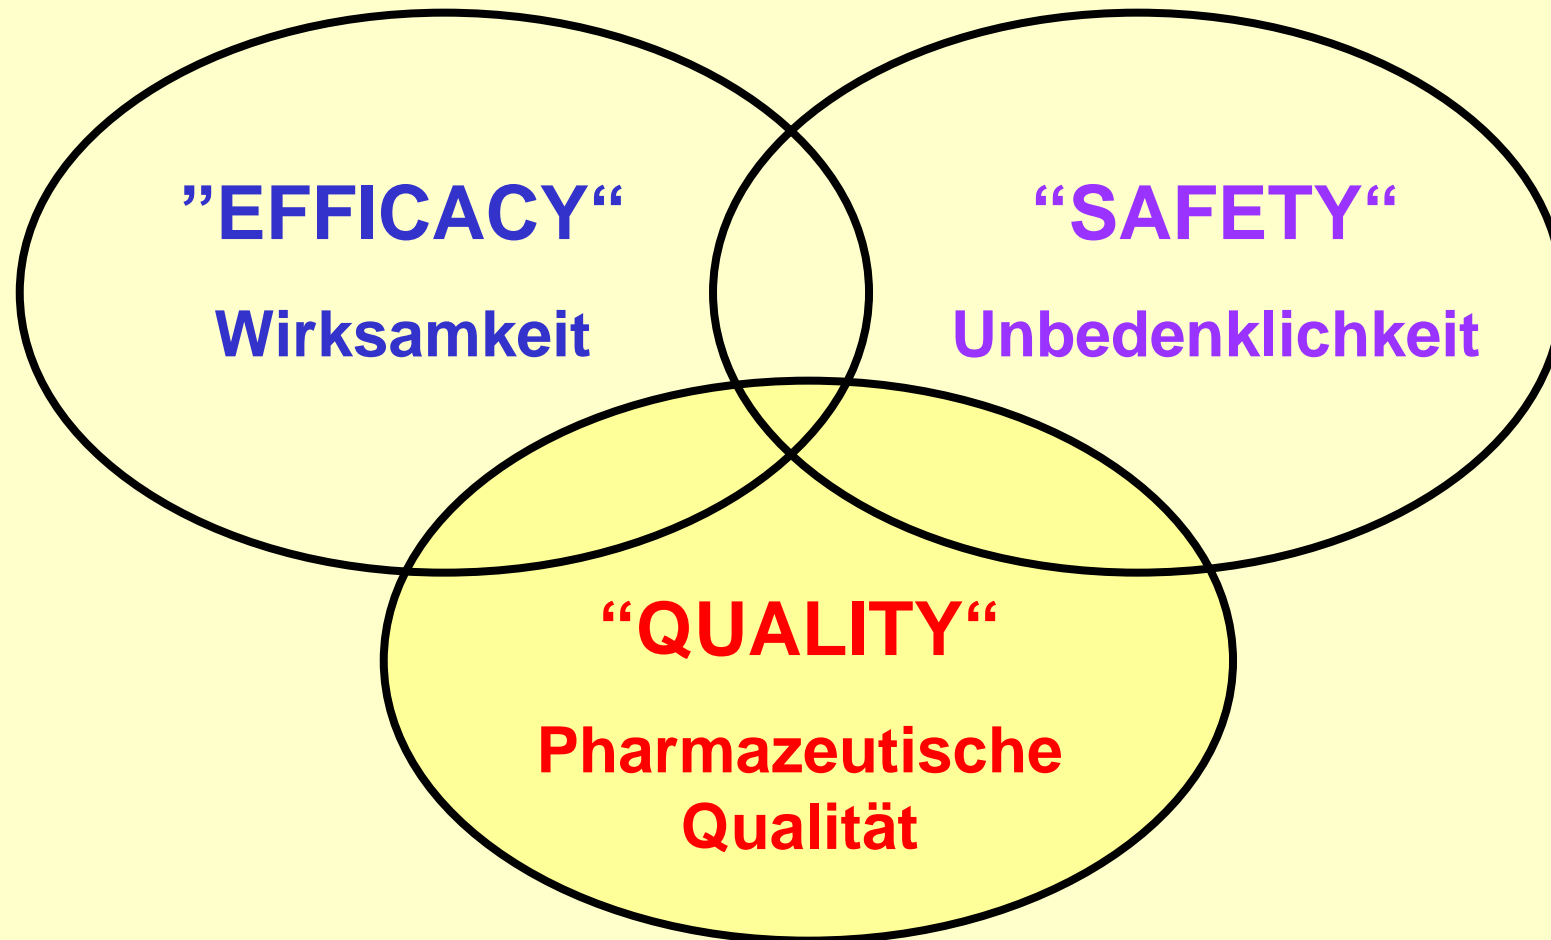 ”EFFICACY“
Wirksamkeit
“SAFETY“
Unbedenklichkeit
“QUALITY“
Pharmazeutische
Qualität